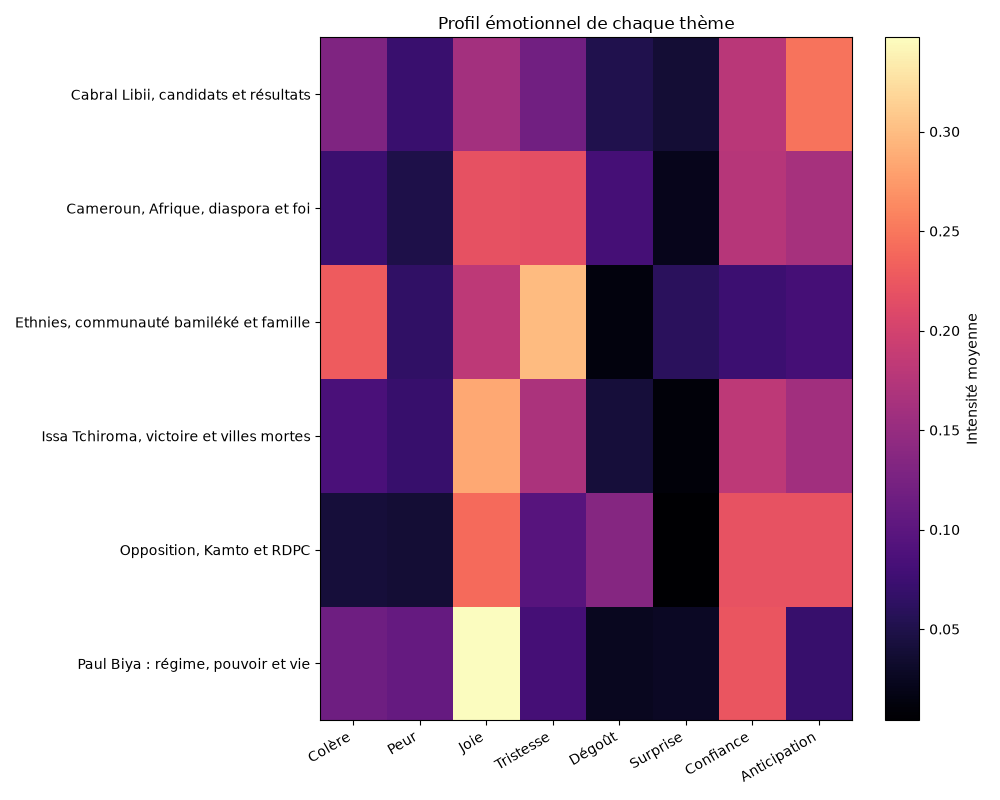 Profil émotionnel de chaque thème
Cabral Libii, candidats et résultats
Cameroun, Afrique, diaspora et foi
Ethnies, communauté bamiléké et famille
Issa Tchiroma, victoire et villes mortes
Opposition, Kamto et RDPC
Paul Biya : régime, pouvoir et vie
Colère
Peur
Joie
Tristesse
Dégoût
Surprise
Confiance
Anticipation
0.30
0.25
0.20
0.15
0.10
0.05
Intensité moyenne